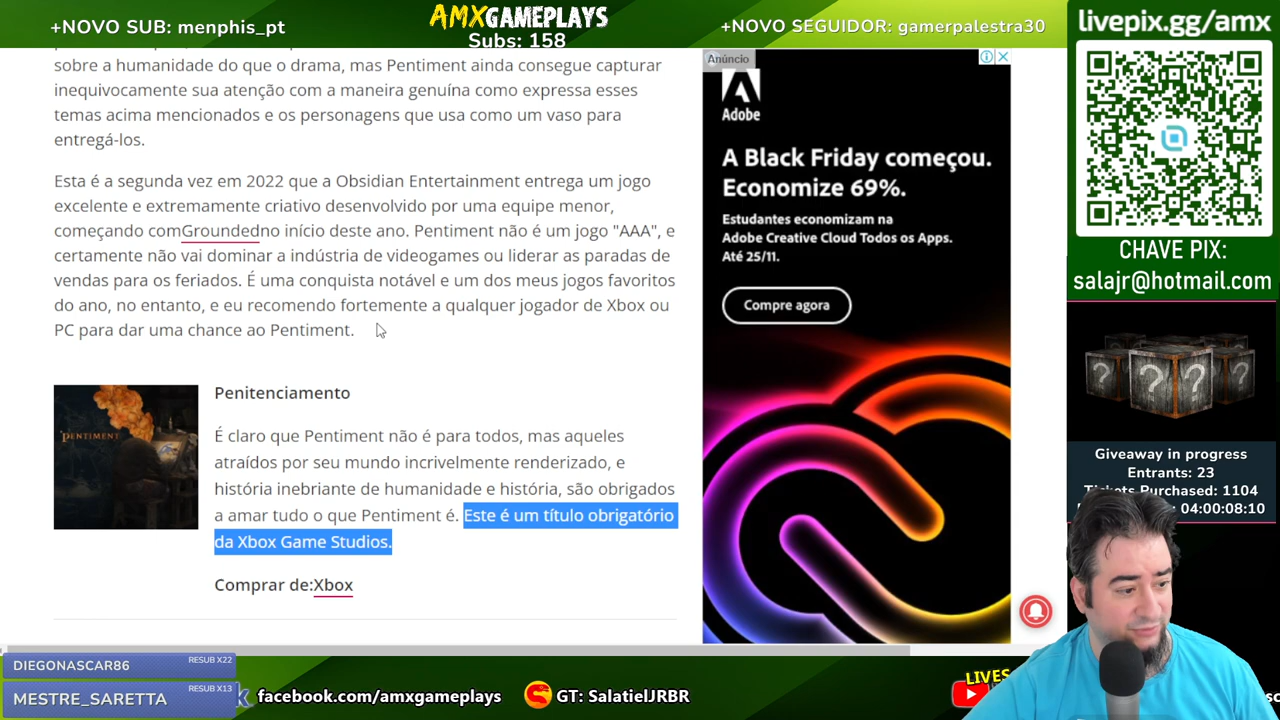 +NOVO SUB: menphis_pt
AMXGAMEPLAYS
Subs: 158
+NOVO SEGUIDOR: gamerpalestra30
livepix.gg/amx
sobre a humanidade do que o drama, mas Pentiment ainda consegue capturar
inequivocamente sua atenção com a maneira genuína como expressa esses
temas acima mencionados e os personagens que usa como um vaso para
entregá-los.
Esta é a segunda vez em 2022 que a Obsidian Entertainment entrega um jogo
excelente e extremamente criativo desenvolvido por uma equipe menor,
começando comGroundedno início deste ano. Pentiment não é um jogo "AAA", e
certamente não vai dominar a indústria de videogames ou liderar as paradas de
vendas para os feriados. É uma conquista notável e um dos meus jogos favoritos
do ano, no entanto, e eu recomendo fortemente a qualquer jogador de Xbox ou
PC para dar uma chance ao Pentiment.
PENTIMENT
Penitenciamento
É claro que Pentiment não é para todos, mas aqueles
atraídos por seu mundo incrivelmente renderizado, e
história inebriante de humanidade e história, são obrigados
a amar tudo o que Pentiment é. Este é um título obrigatório
da Xbox Game Studios.
Comprar de:Xbox
Anúncio
Adobe
A Black Friday começou.
Economize 69%.
Estudantes economizam na
Adobe Creative Cloud Todos os Apps.
Até 25/11.
Compre agora
CHAVE PIX:
salajr@hotmail.com
Giveaway in progress
Entrants: 23
Tickets Purchased: 1104
04:00:08:10
DIEGONASCAR86
RESUB X22
MESTRE_SARETTA
RESUB X13
facebook.com/amxgameplays
GT: SalatielJRBR
LIVES